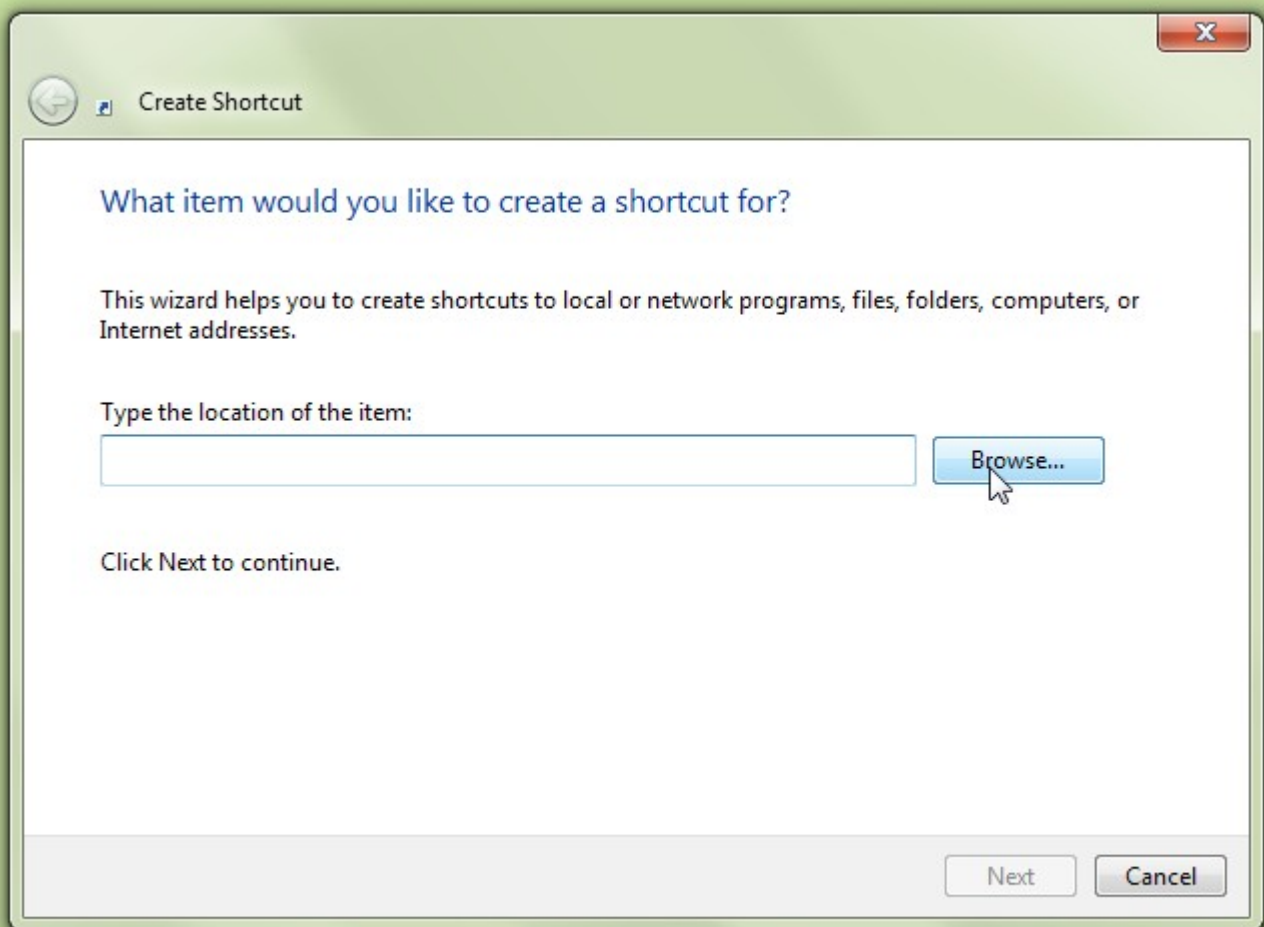 Create Shortcut
What item would you like to create a shortcut for?
This wizard helps you to create shortcuts to local or network programs, files, folders, computers, or
Internet addresses.
Type the location of the item:
Browse...
Click Next to continue.
Next
Cancel